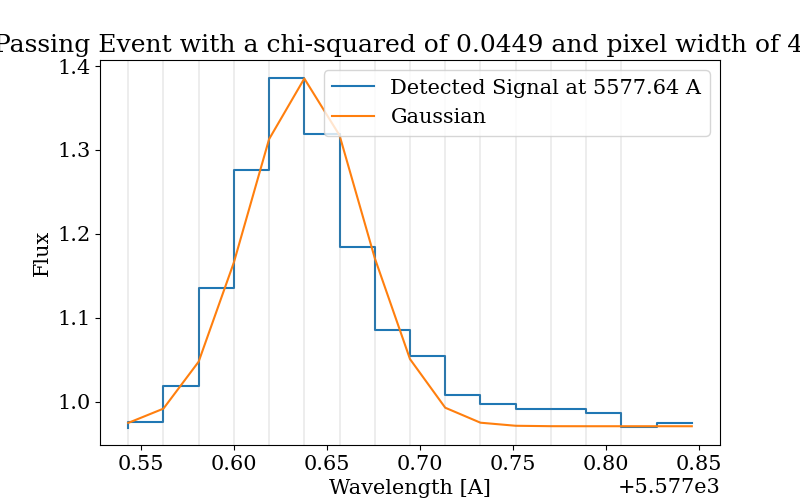 Passing Event with a chi-squared of 0.0449 and pixel width of 4
Detected Signal at 5577.64 A
Gaussian
1.4
1.3
1.2
1.1
1.0
Flux
0.55 0.60 0.65 0.70 0.75 0.80 0.85
Wavelength [A]
+5.577e3